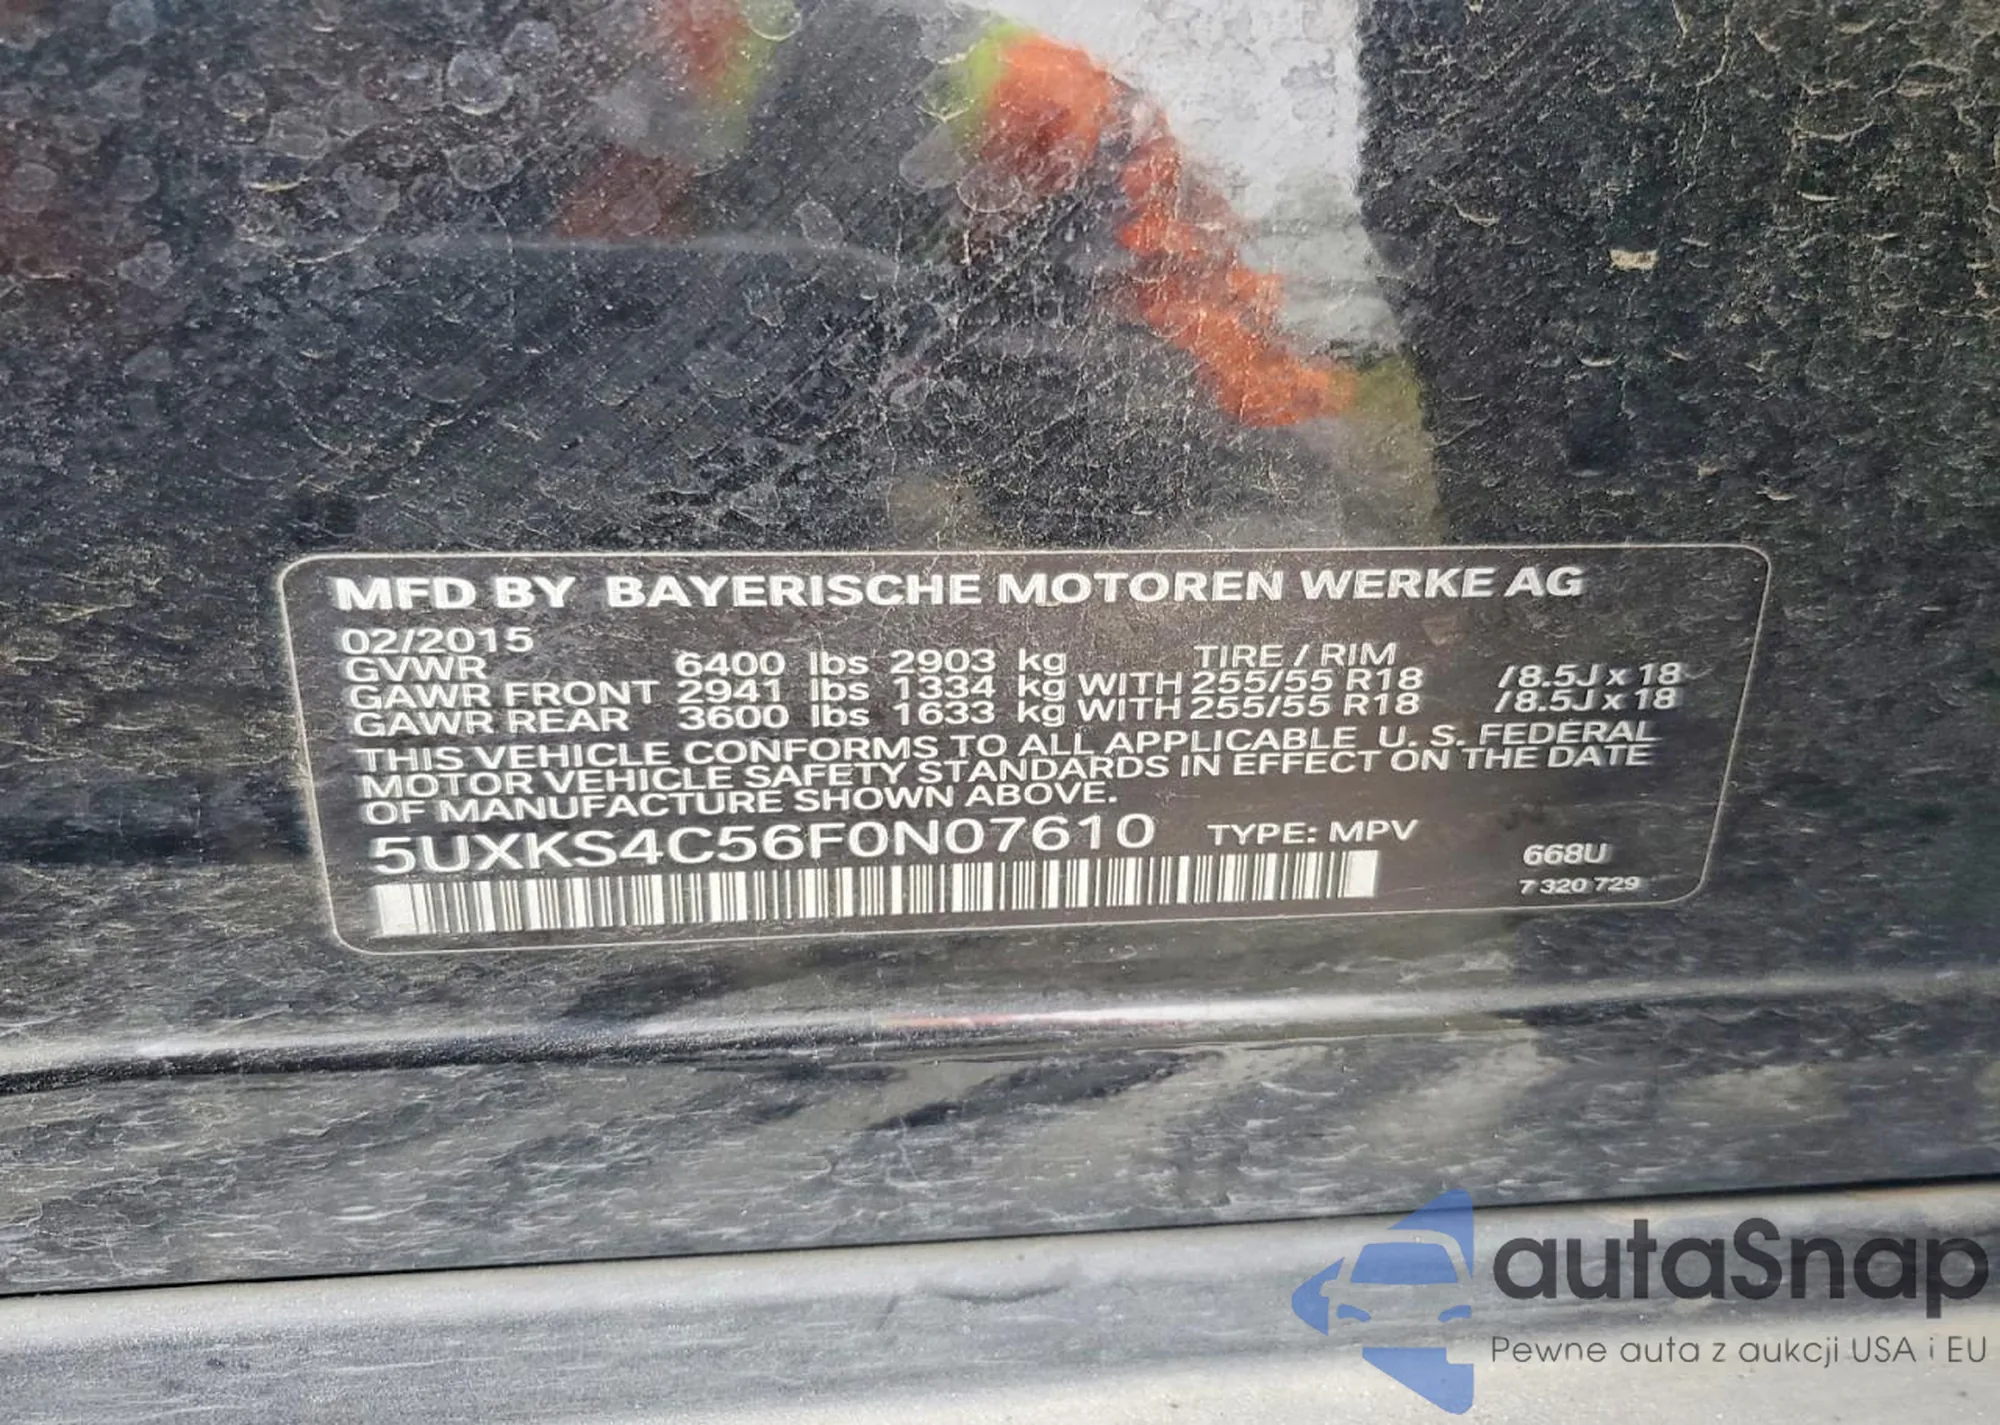 MFD BY BAYERISCHE MOTOREN WERKE AG
02/2015
TIRE / RIM
GVWR 6400 lbs 2903 kg
GAWR FRONT 2941 lbs 1334 kg WITH 255/55 R18 /8.5J x 18
GAWR REAR 3600 lbs 1633 kg WITH 255/55 R18 /8.5J x 18
THIS VEHICLE CONFORMS TO ALL APPLICABLE U. S. FEDERAL
MOTOR VEHICLE SAFETY STANDARDS IN EFFECT ON THE DATE
OF MANUFACTURE SHOWN ABOVE.
5UXKS4C56F0N07610 TYPE: MPV
668U
7 320 729
autaSnap
Pewne auta z aukcji USA i EU